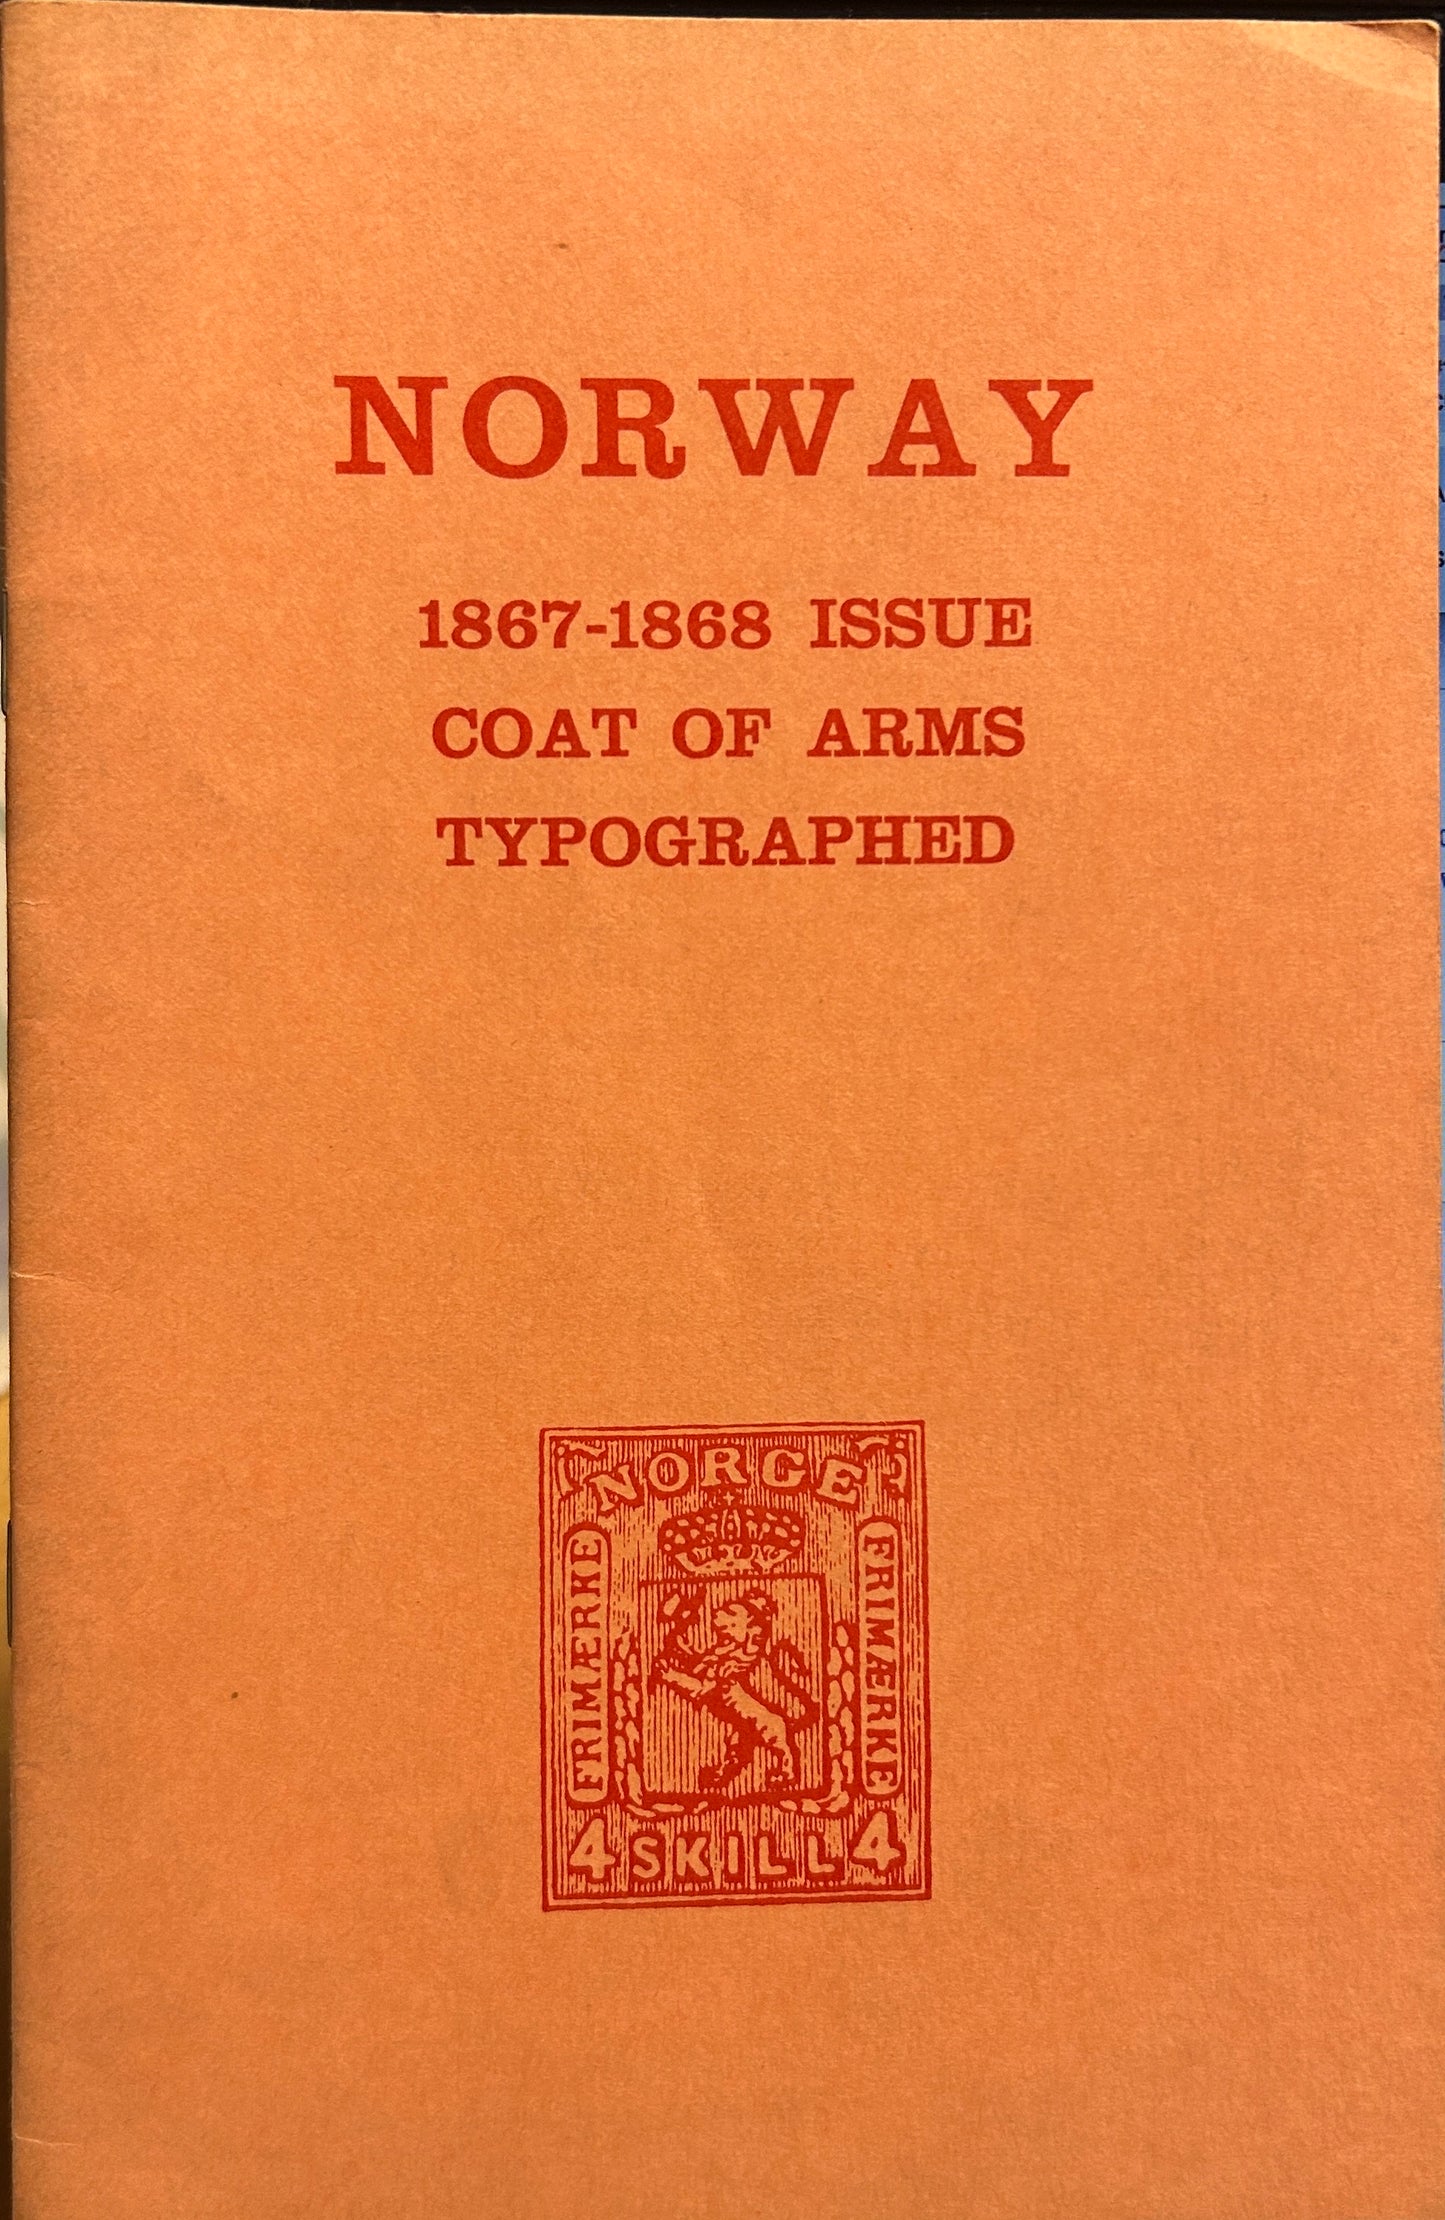 NORWAY
1867-1868 ISSUE
COAT OF ARMS
TYPOGRAPHED
NORGE
FRIMÆRKE
FRIMÆRKE
4 SKILL 4